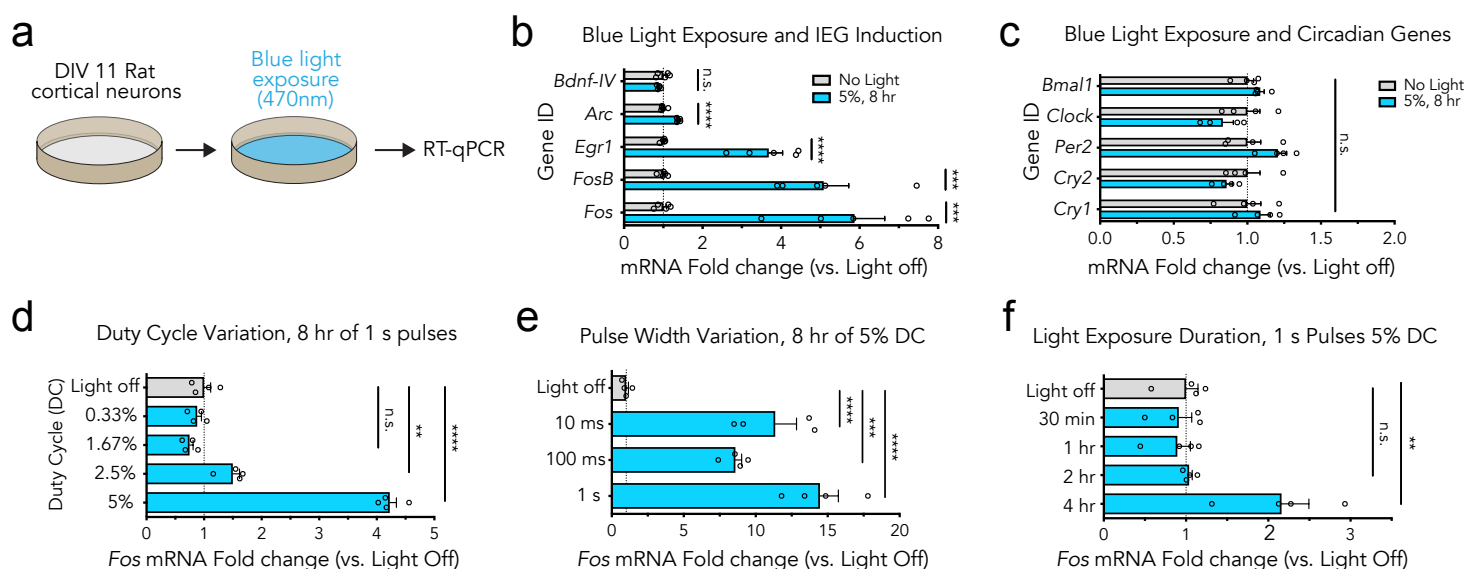 a
DIV 11 Rat
cortical neurons
Blue light
exposure
(470nm)
RT-qPCR
b
Blue Light Exposure and IEG Induction
No Light
5%, 8 hr
Gene ID
Bdnf-IV
Arc
Egr1
FosB
Fos
n.s.
****
****
***
***
0 2 4 6 8
mRNA Fold change (vs. Light off)
c
Blue Light Exposure and Circadian Genes
No Light
5%, 8 hr
Gene ID
Bmal1
Clock
Per2
Cry2
Cry1
n.s.
0.0 0.5 1.0 1.5 2.0
mRNA Fold change (vs. Light off)
d
Duty Cycle Variation, 8 hr of 1 s pulses
Duty Cycle (DC)
Light off
0.33%
1.67%
2.5%
5%
n.s.
**
****
0 1 2 3 4 5
Fos mRNA Fold change (vs. Light Off)
e
Pulse Width Variation, 8 hr of 5% DC
Light off
10 ms
100 ms
1 s
****
***
****
0 5 10 15 20
Fos mRNA Fold change (vs. Light Off)
f
Light Exposure Duration, 1 s Pulses 5% DC
Light off
30 min
1 hr
2 hr
4 hr
n.s.
**
0 1 2 3
Fos mRNA Fold change (vs. Light Off)